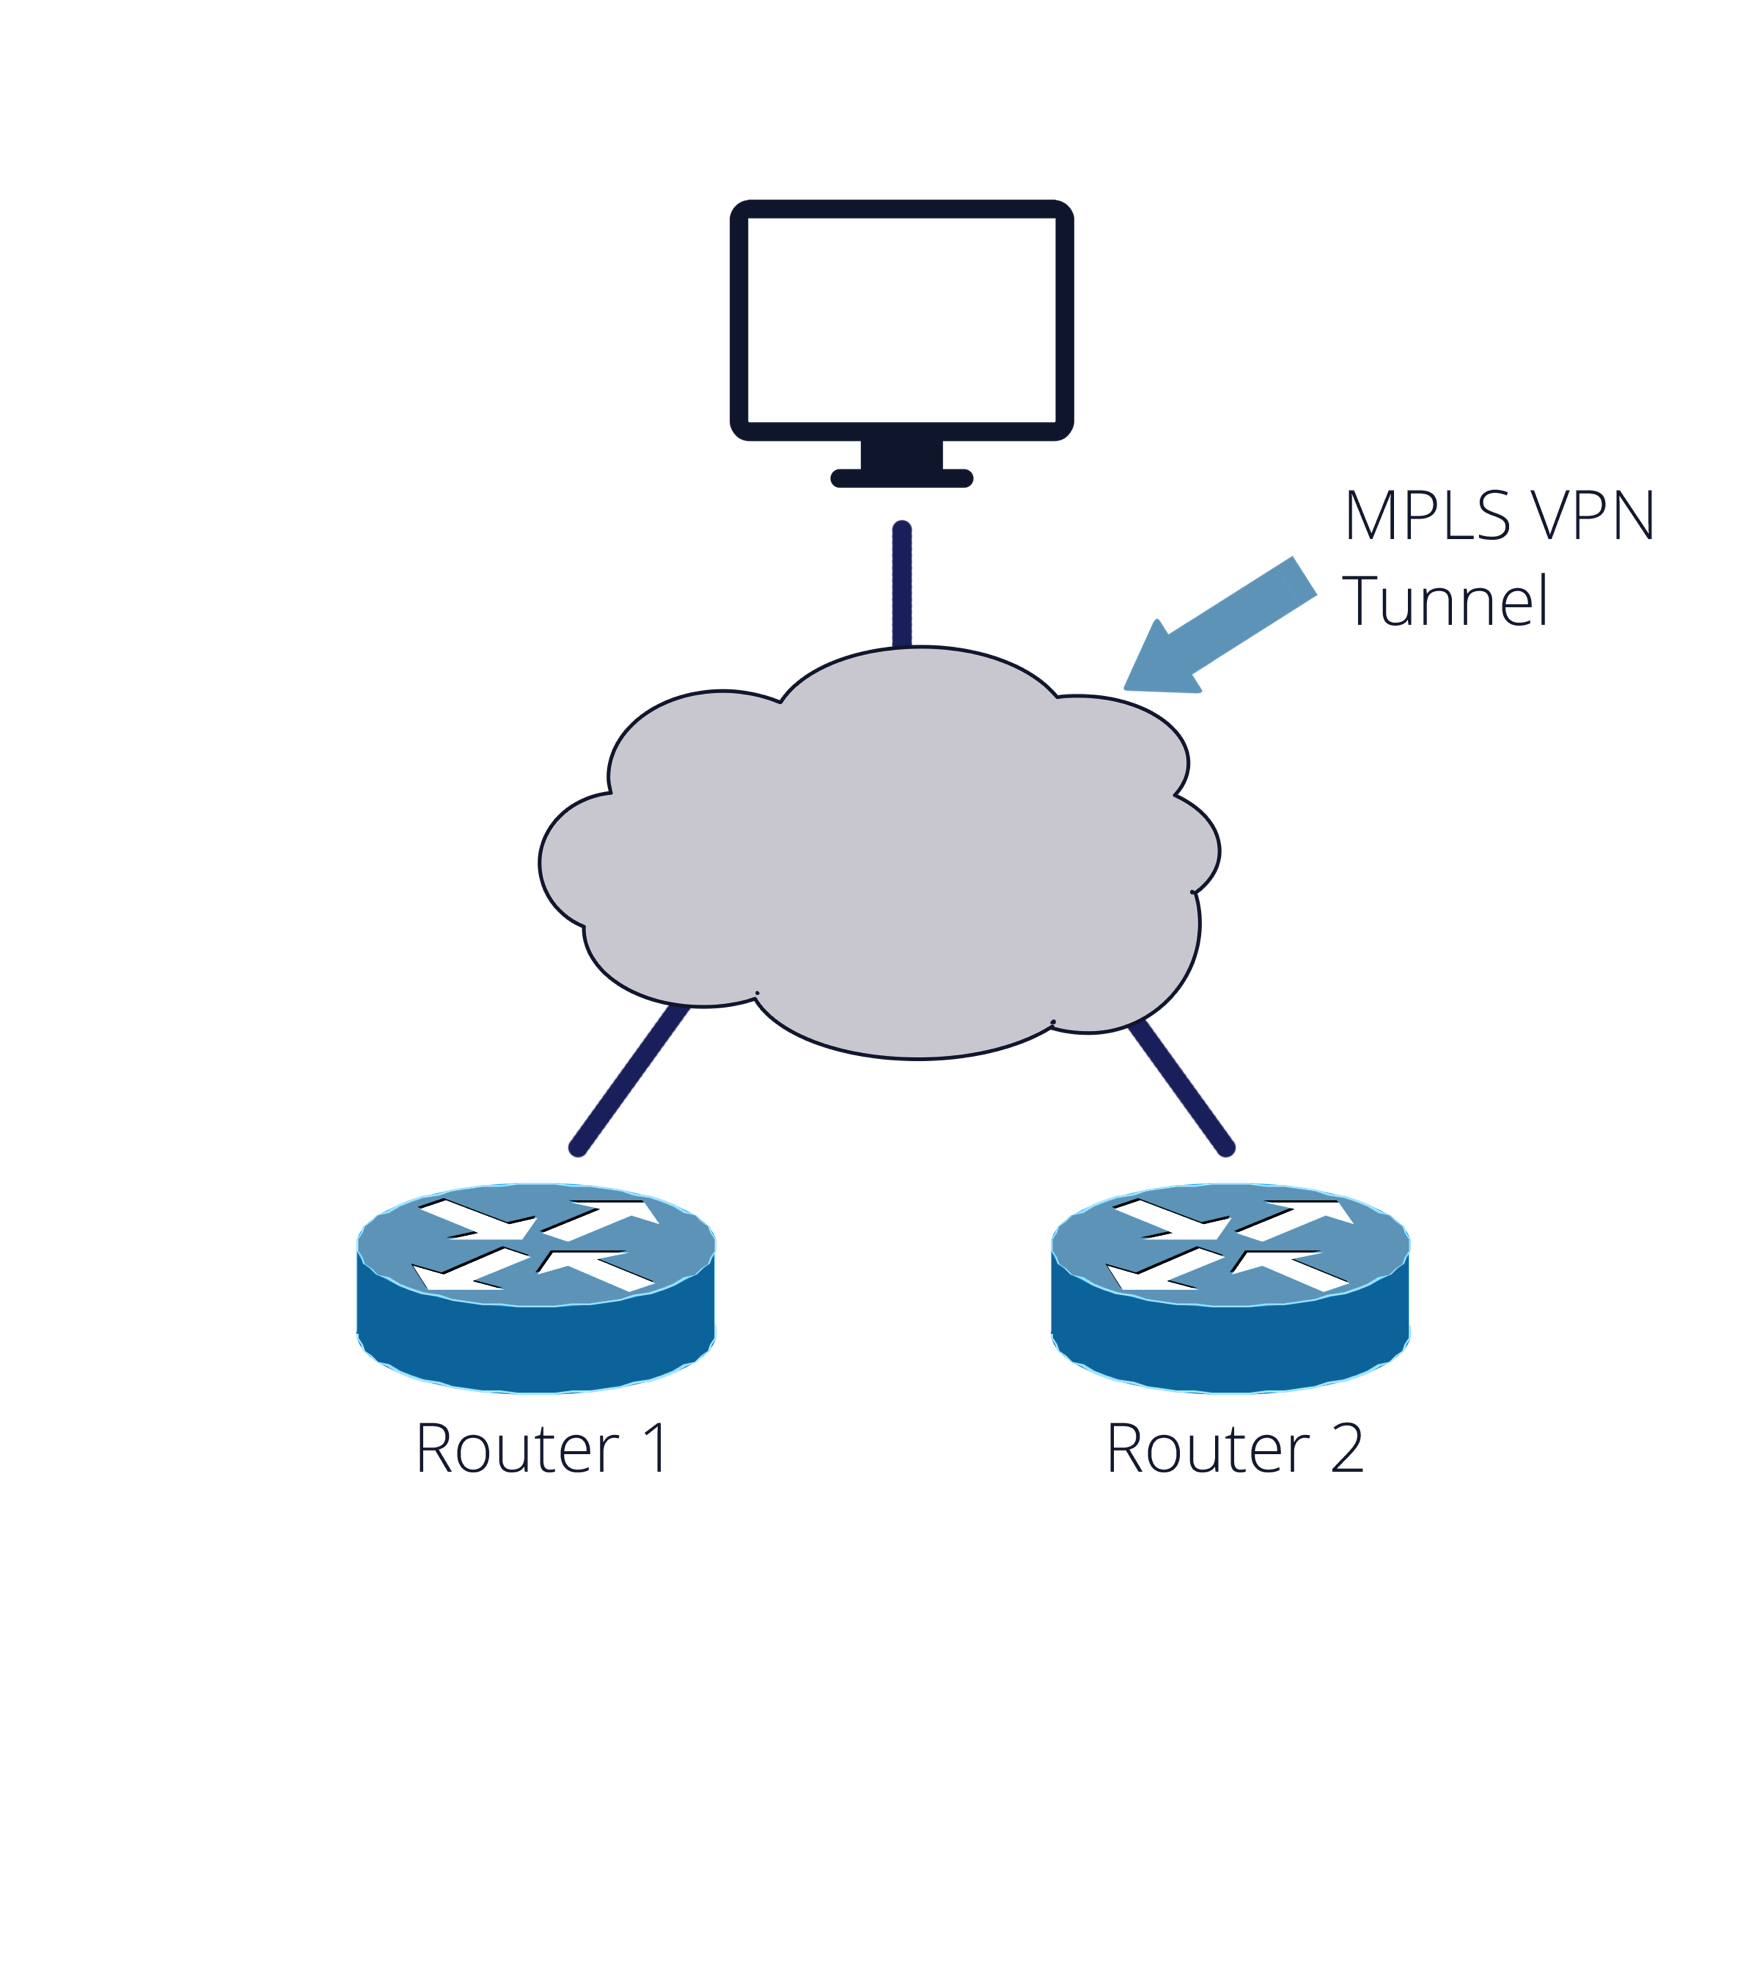 MPLS VPN
Tunnel
Router 1
Router 2